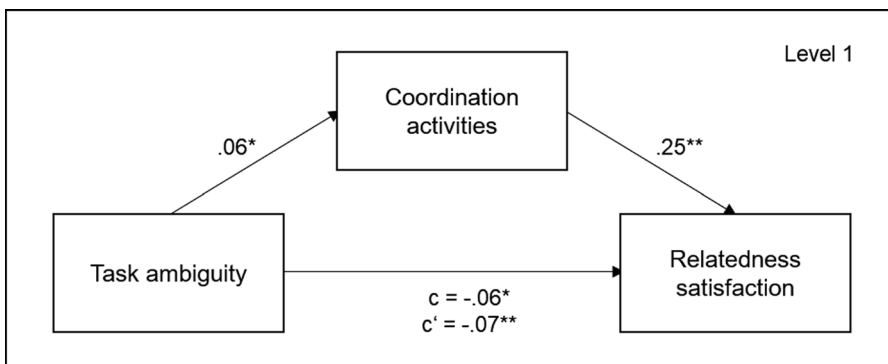 Level 1
Coordination
activities
.06*
.25**
Task ambiguity
Relatedness
satisfaction
c = -.06*
c‘ = -.07**